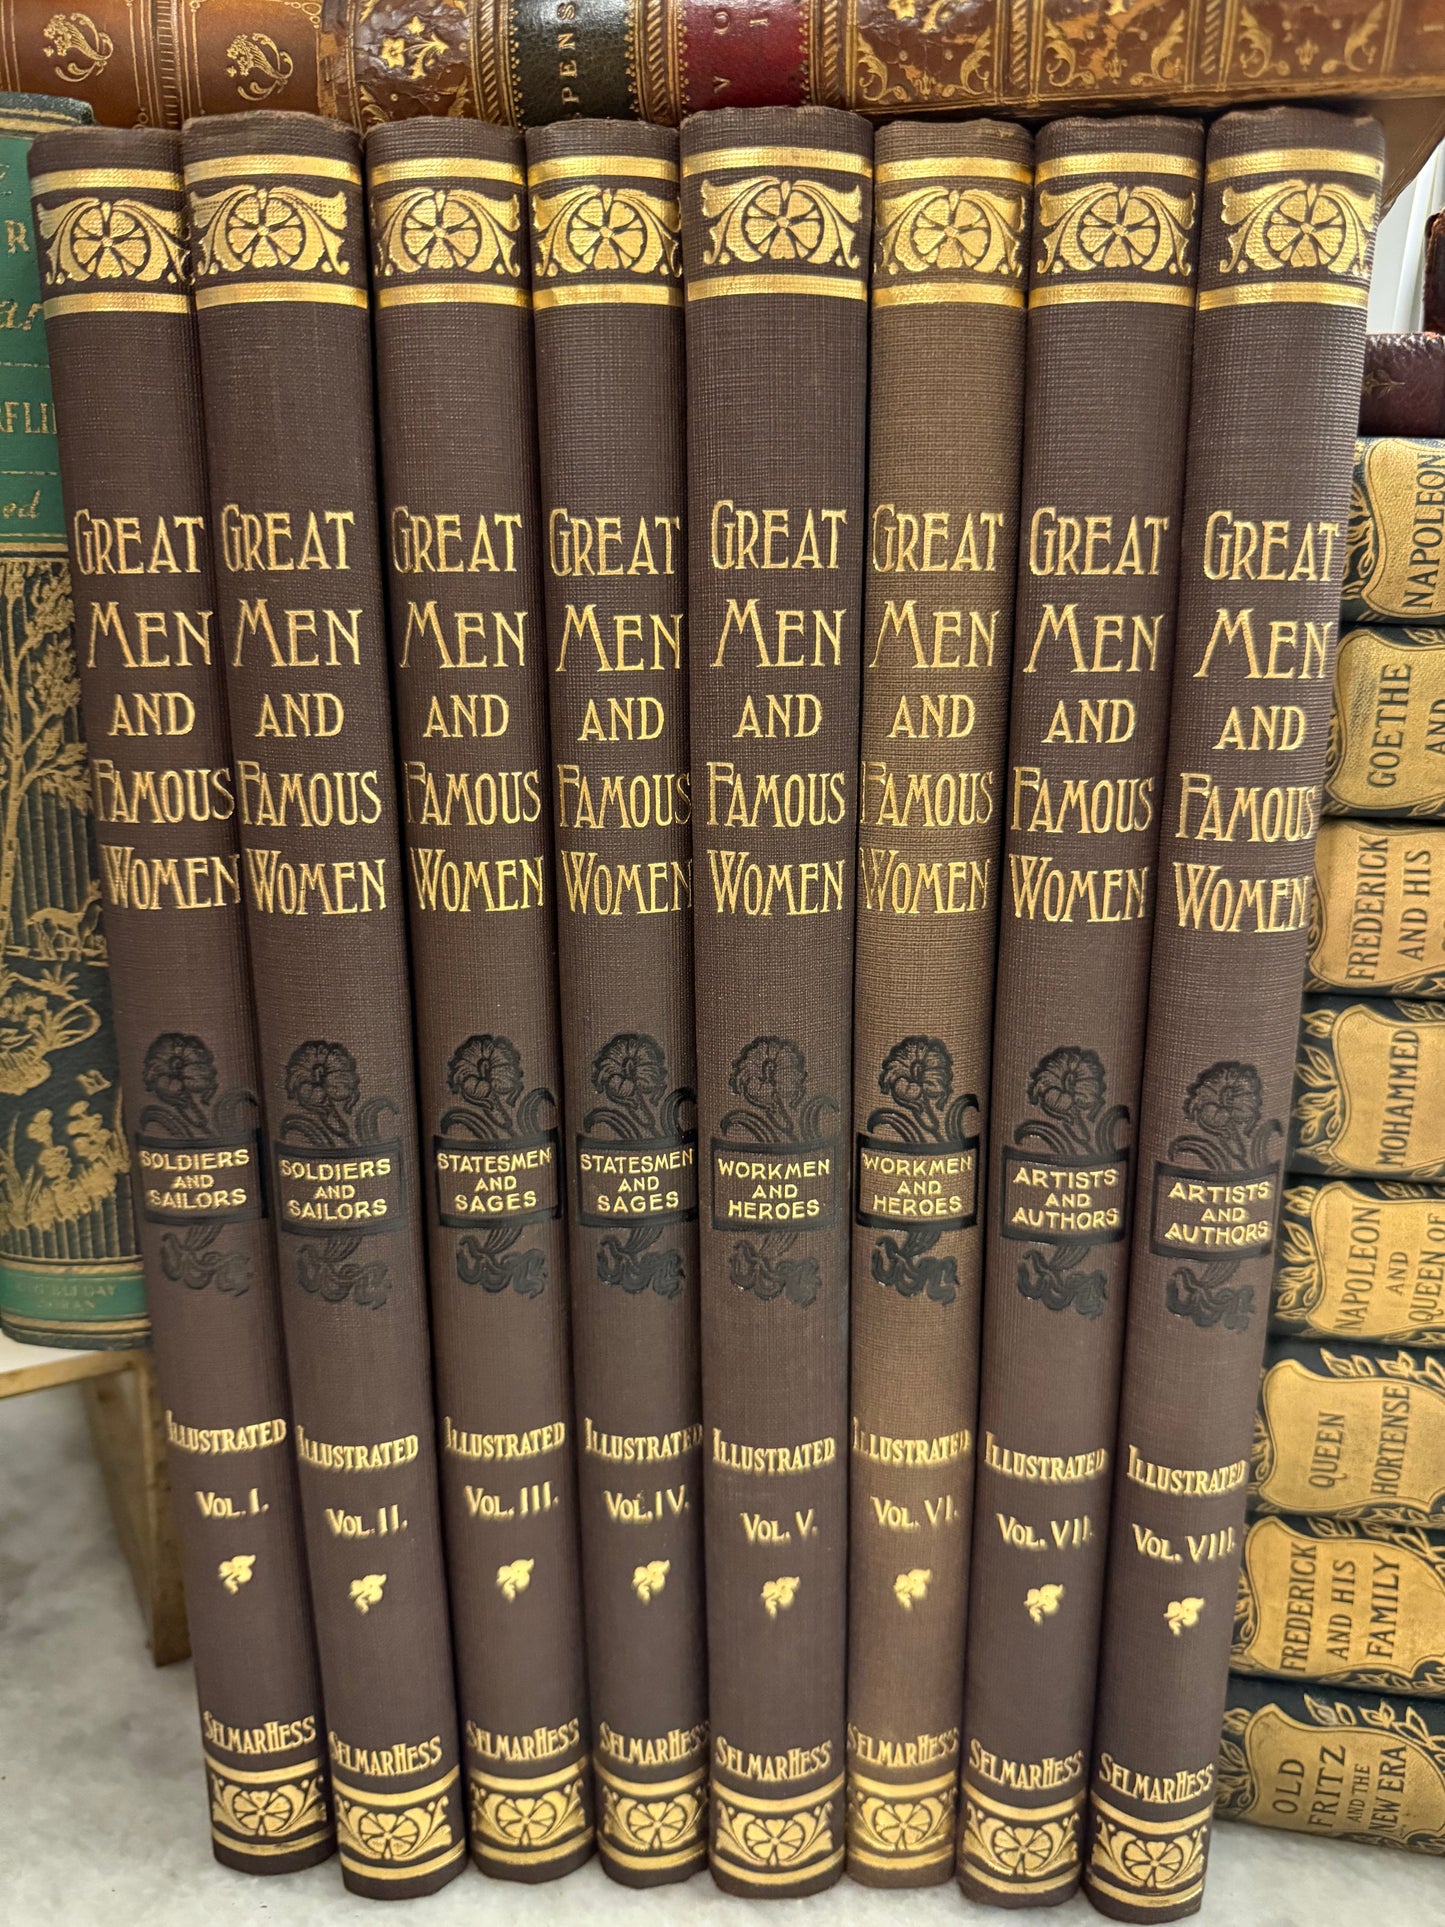 PENS
VO
I
GREAT
MEN
AND
FAMOUS
WOMEN
SOLDIERS
AND
SAILORS
ILLUSTRATED
VOL. I.
SELMAR HESS
GREAT
MEN
AND
FAMOUS
WOMEN
SOLDIERS
AND
SAILORS
ILLUSTRATED
VOL. II.
SELMAR HESS
GREAT
MEN
AND
FAMOUS
WOMEN
STATESMEN
AND
SAGES
ILLUSTRATED
VOL. III.
SELMAR HESS
GREAT
MEN
AND
FAMOUS
WOMEN
STATESMEN
AND
SAGES
ILLUSTRATED
VOL. IV.
SELMAR HESS
GREAT
MEN
AND
FAMOUS
WOMEN
WORKMEN
AND
HEROES
ILLUSTRATED
VOL. V.
SELMAR HESS
GREAT
MEN
AND
FAMOUS
WOMEN
WORKMEN
AND
HEROES
ILLUSTRATED
VOL. VI.
SELMAR HESS
GREAT
MEN
AND
FAMOUS
WOMEN
ARTISTS
AND
AUTHORS
ILLUSTRATED
VOL. VII.
SELMAR HESS
GREAT
MEN
AND
FAMOUS
WOMEN
ARTISTS
AND
AUTHORS
ILLUSTRATED
VOL. VIII.
SELMAR HESS
NAPOLEON
GOETHE
AND
FREDERICK
AND HIS
MOHAMMED
NAPOLEON
AND
QUEEN OF
QUEEN
HORTENSE
FREDERICK
AND HIS
FAMILY
OLD
FRITZ
AND THE
NEW ERA